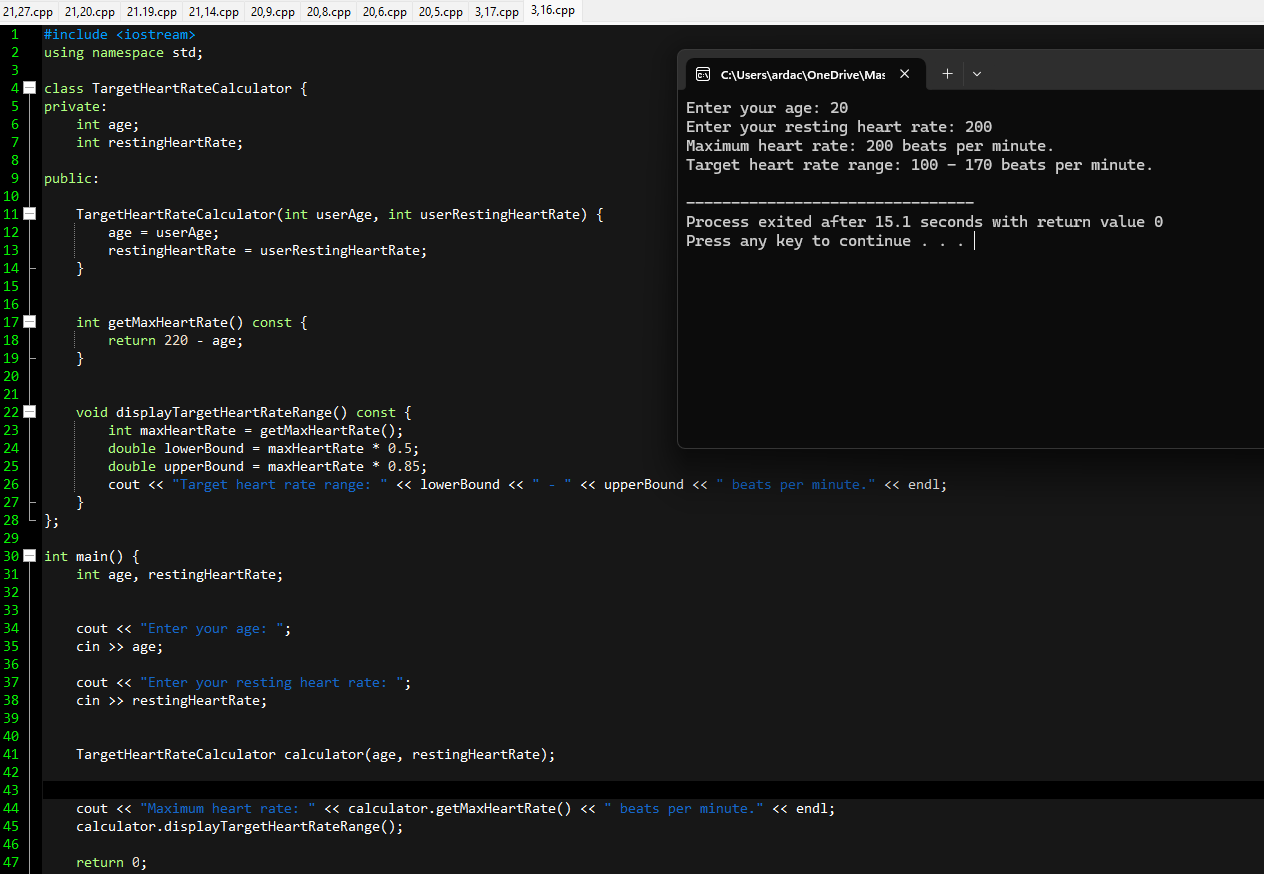 21,27.cpp 21,20.cpp 21.19.cpp 21,14.cpp 20,9.cpp 20,8.cpp 20,6.cpp 20,5.cpp 3,17.cpp 3,16.cpp
1 #include <iostream>
2 using namespace std;
3
4 class TargetHeartRateCalculator {
5 private:
6     int age;
7     int restingHeartRate;
8
9 public:
10
11     TargetHeartRateCalculator(int userAge, int userRestingHeartRate) {
12         age = userAge;
13         restingHeartRate = userRestingHeartRate;
14     }
15
16
17     int getMaxHeartRate() const {
18         return 220 - age;
19     }
20
21
22     void displayTargetHeartRateRange() const {
23         int maxHeartRate = getMaxHeartRate();
24         double lowerBound = maxHeartRate * 0.5;
25         double upperBound = maxHeartRate * 0.85;
26         cout << "Target heart rate range: " << lowerBound << " - " << upperBound << " beats per minute." << endl;
27     }
28 };
29
30 int main() {
31     int age, restingHeartRate;
32
33
34     cout << "Enter your age: ";
35     cin >> age;
36
37     cout << "Enter your resting heart rate: ";
38     cin >> restingHeartRate;
39
40
41     TargetHeartRateCalculator calculator(age, restingHeartRate);
42
43
44     cout << "Maximum heart rate: " << calculator.getMaxHeartRate() << " beats per minute." << endl;
45     calculator.displayTargetHeartRateRange();
46
47     return 0;
C:\Users\ardac\OneDrive\Mas
Enter your age: 20
Enter your resting heart rate: 200
Maximum heart rate: 200 beats per minute.
Target heart rate range: 100 - 170 beats per minute.
--------------------------------
Process exited after 15.1 seconds with return value 0
Press any key to continue . . .